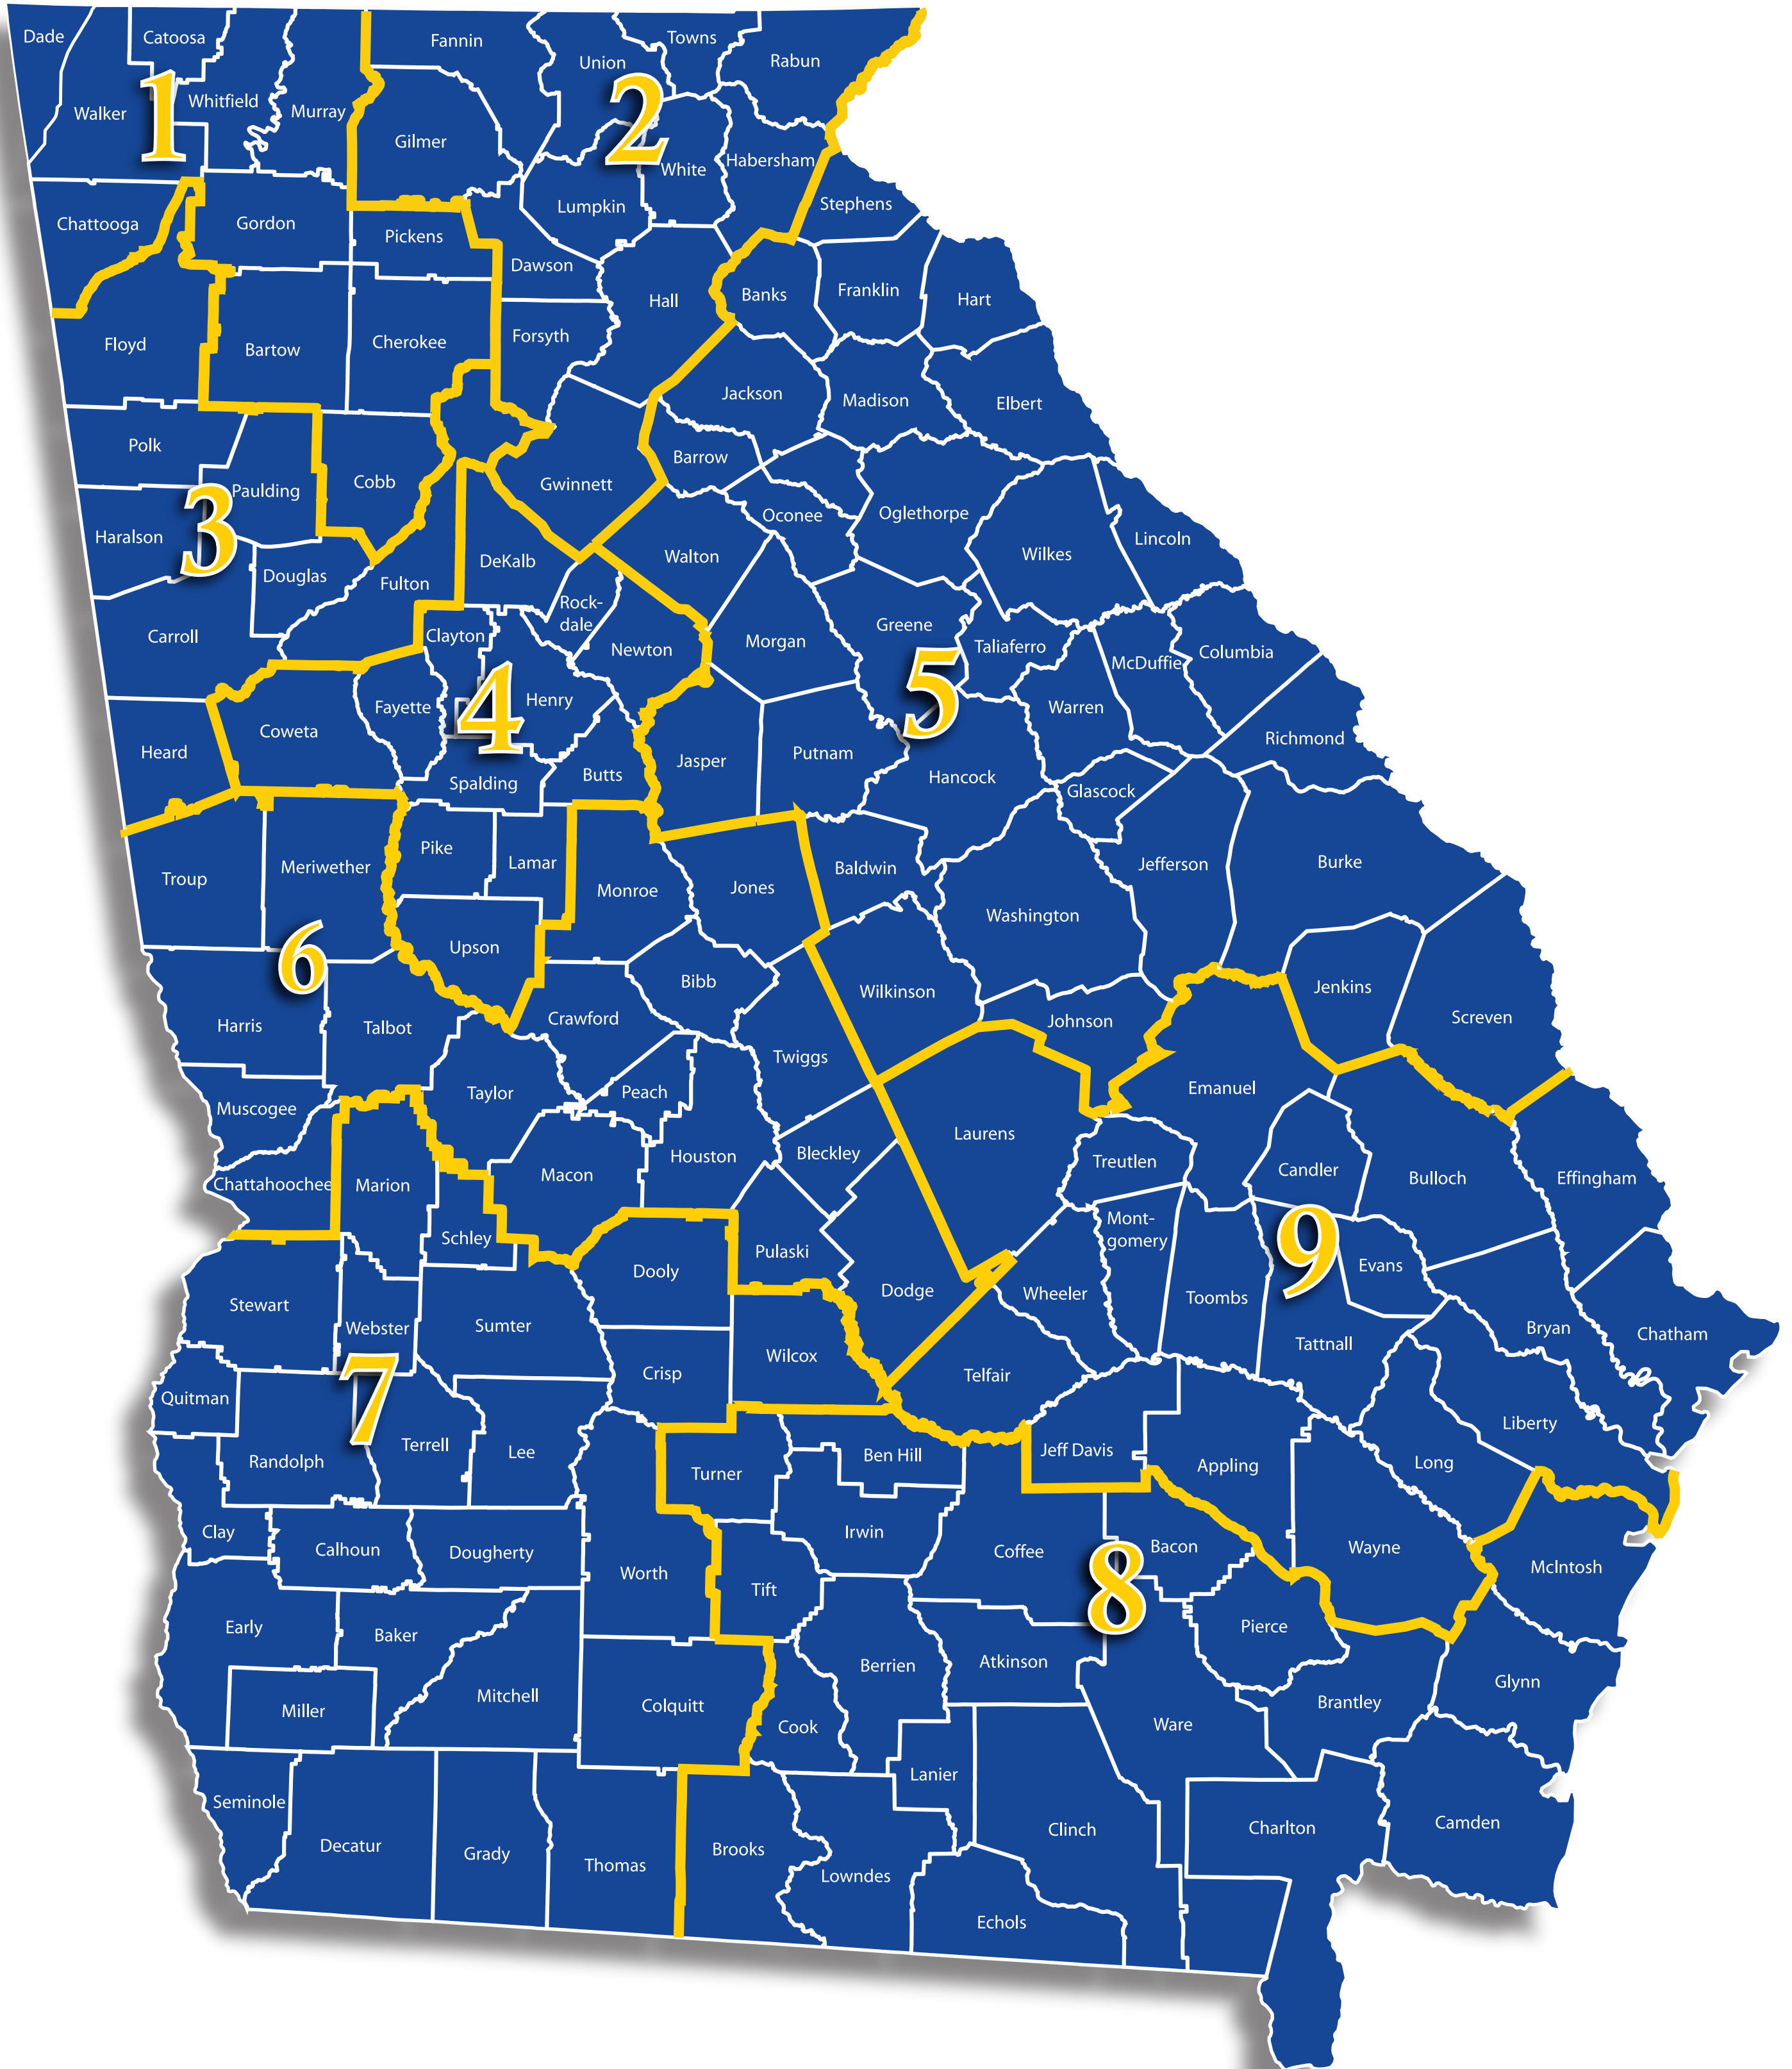 Dade
Catoosa
Fannin
Towns
Union
Rabun
Walker
Whitfield
Murray
1
2
Gilmer
White
Habersham
Chattooga
Gordon
Lumpkin
Stephens
Pickens
Dawson
Hall
Banks
Franklin
Hart
Floyd
Bartow
Cherokee
Forsyth
Jackson
Madison
Elbert
Polk
Barrow
Paulding
Cobb
Gwinnett
3
Haralson
Oconee
Oglethorpe
Lincoln
Douglas
Fulton
DeKalb
Walton
Wilkes
Rock-
dale
Carroll
Clayton
Newton
Morgan
Greene
Taliaferro
McDuffie
Columbia
4
5
Heard
Coweta
Fayette
Henry
Warren
Richmond
Spalding
Butts
Jasper
Putnam
Hancock
Glascock
Troup
Meriwether
Pike
Lamar
Monroe
Jones
Baldwin
Jefferson
Burke
Upson
Washington
6
Bibb
Wilkinson
Jenkins
Screven
Harris
Talbot
Crawford
Johnson
Twiggs
Muscogee
Taylor
Peach
Emanuel
Laurens
Chattahoochee
Marion
Macon
Houston
Bleckley
Treutlen
Candler
Bulloch
Effingham
Schley
Mont-
gomery
Pulaski
9
Evans
Dooly
Stewart
Webster
Sumter
Dodge
Wheeler
Toombs
Tattnall
Bryan
Chatham
7
Crisp
Wilcox
Telfair
Quitman
Randolph
Terrell
Lee
Turner
Ben Hill
Jeff Davis
Appling
Long
Liberty
Clay
Calhoun
Dougherty
Worth
Irwin
Coffee
Bacon
Wayne
McIntosh
Tift
8
Early
Baker
Pierce
Miller
Mitchell
Colquitt
Berrien
Atkinson
Cook
Ware
Brantley
Glynn
Seminole
Lanier
Decatur
Grady
Thomas
Brooks
Lowndes
Clinch
Charlton
Camden
Echols